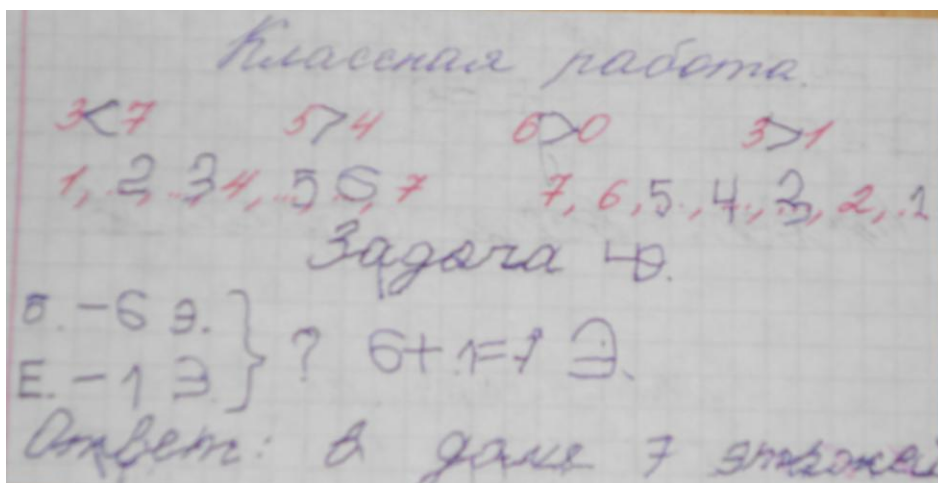 Классная работа.
3<7 5>4 6>0 3>1
1, 2, 3, 4, 5, 6, 7 7, 6, 5, 4, 3, 2, 1
Задача
Б. - 6 Э. } ? 6+1=7 Э.
Е. - 1 Э.
Ответ: в доме 7 этажей